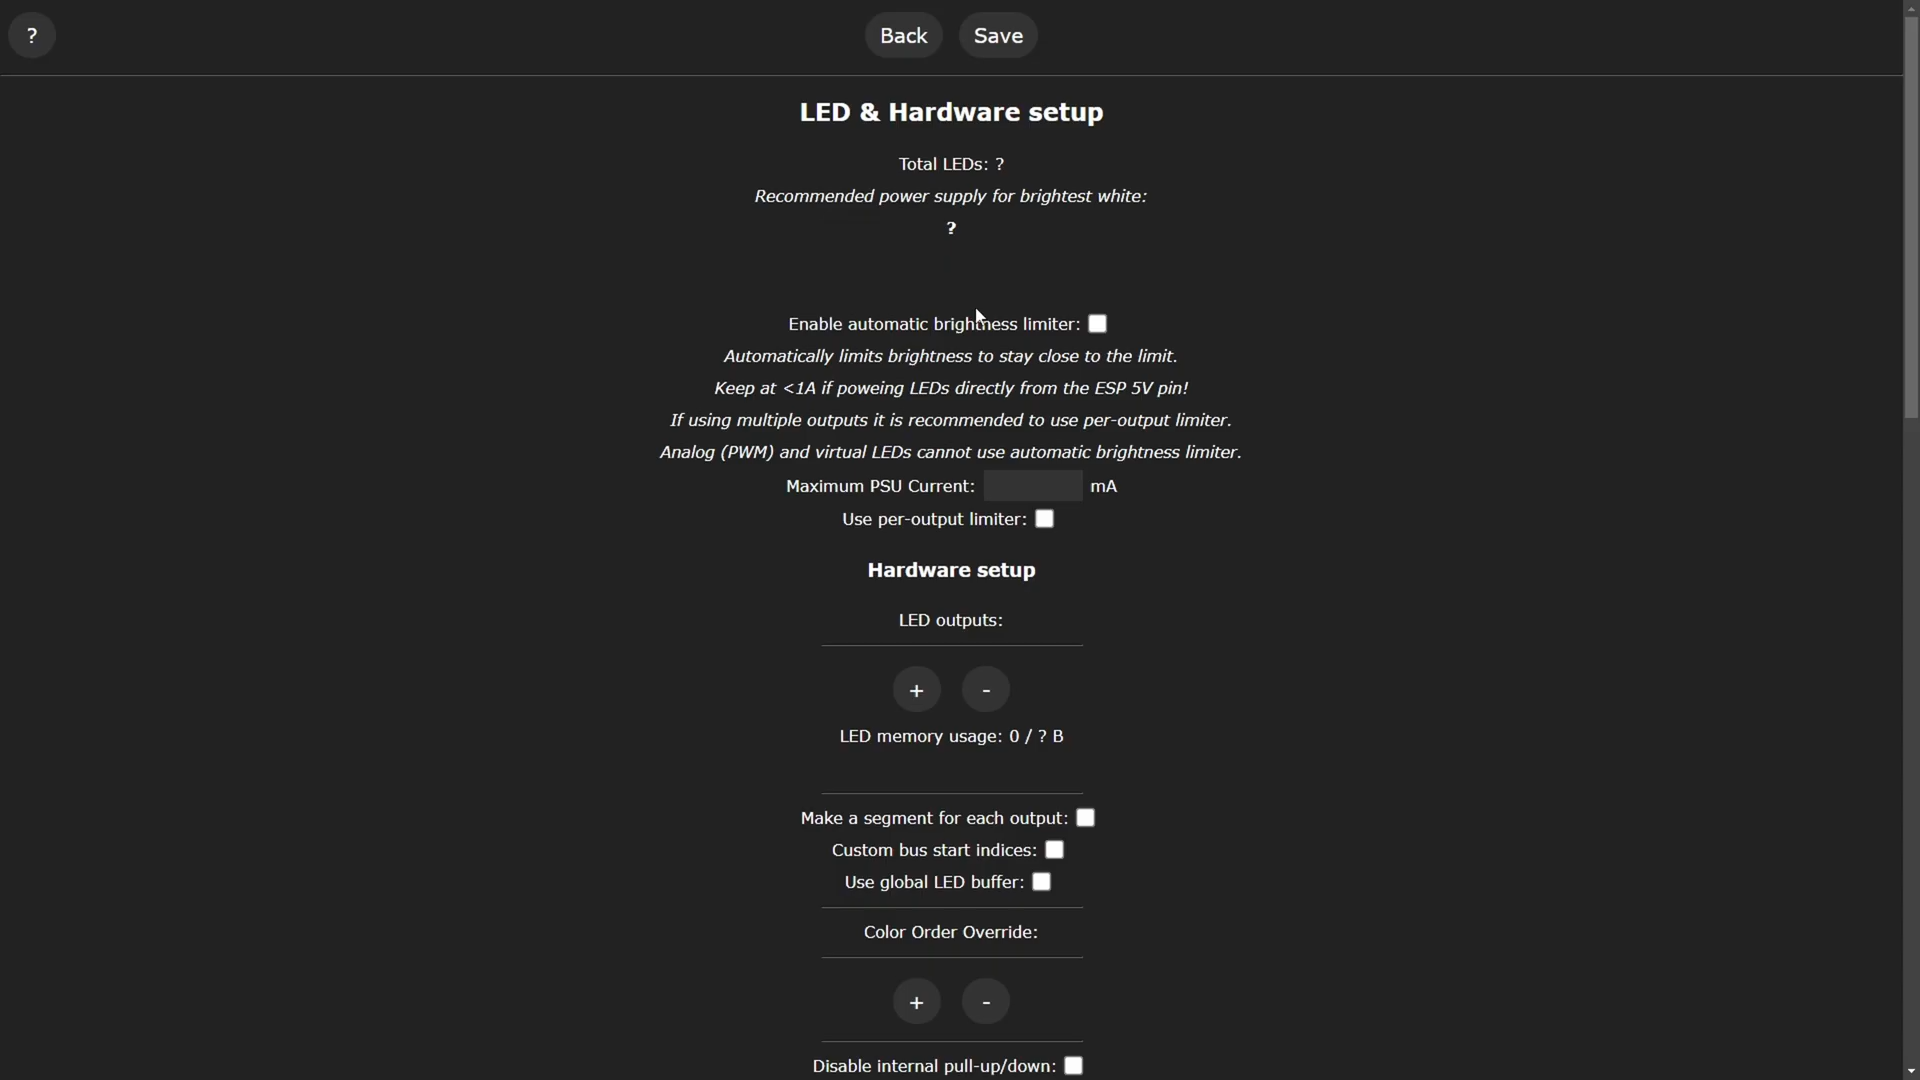 ?
Back Save
LED & Hardware setup
Total LEDs: ?
Recommended power supply for brightest white:
?
Enable automatic brightness limiter:
Automatically limits brightness to stay close to the limit.
Keep at <1A if poweing LEDs directly from the ESP 5V pin!
If using multiple outputs it is recommended to use per-output limiter.
Analog (PWM) and virtual LEDs cannot use automatic brightness limiter.
Maximum PSU Current: mA
Use per-output limiter:
Hardware setup
LED outputs:
+ -
LED memory usage: 0 / ? B
Make a segment for each output:
Custom bus start indices:
Use global LED buffer:
Color Order Override:
+ -
Disable internal pull-up/down: